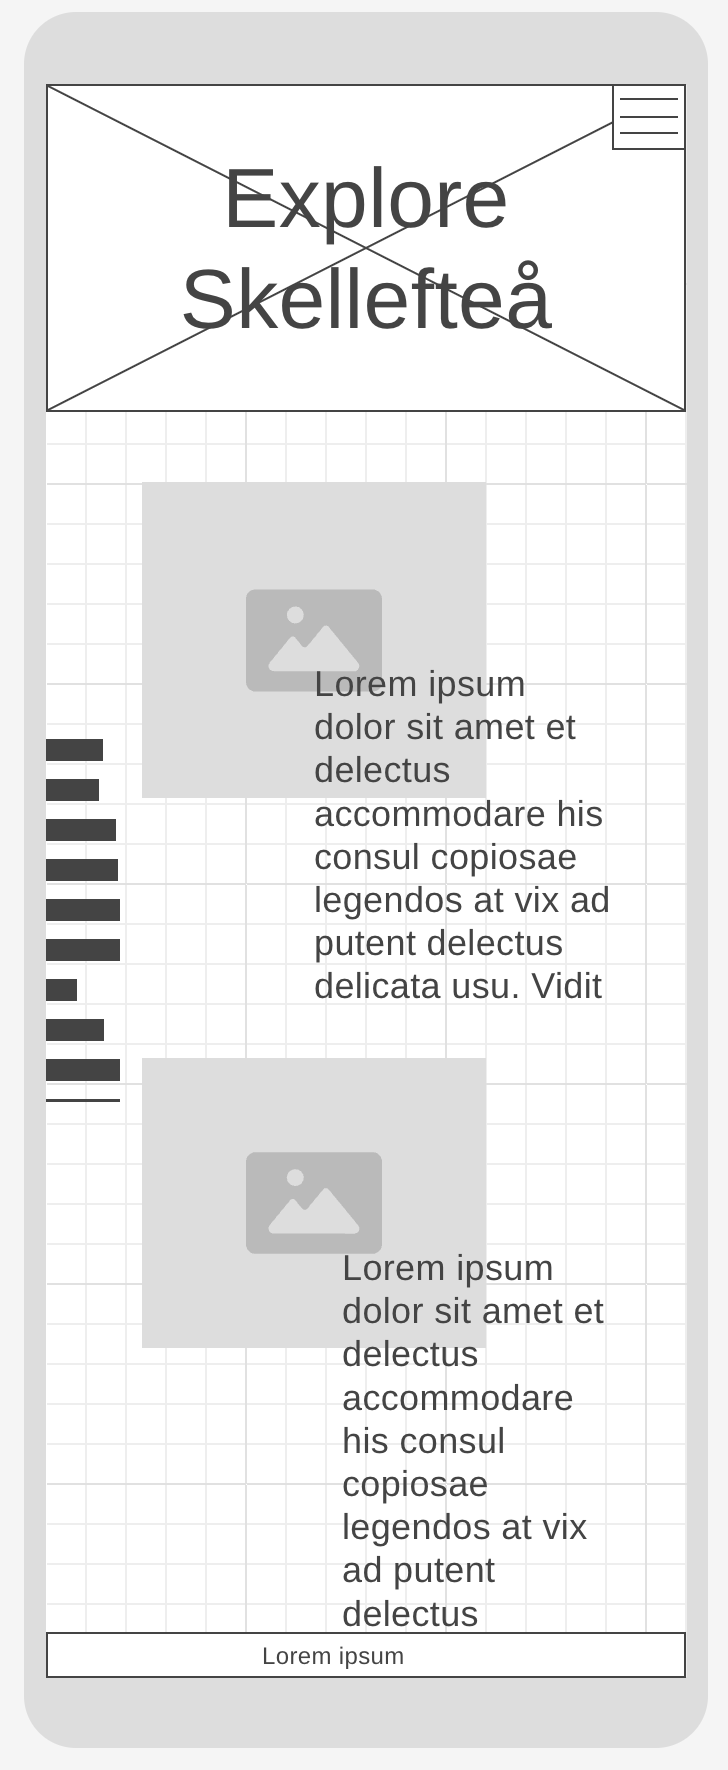 Explore
Skellefteå
Lorem ipsum
dolor sit amet et
delectus
accommodare his
consul copiosae
legendos at vix ad
putent delectus
delicata usu. Vidit
Lorem ipsum
dolor sit amet et
delectus
accommodare
his consul
copiosae
legendos at vix
ad putent
delectus
Lorem ipsum